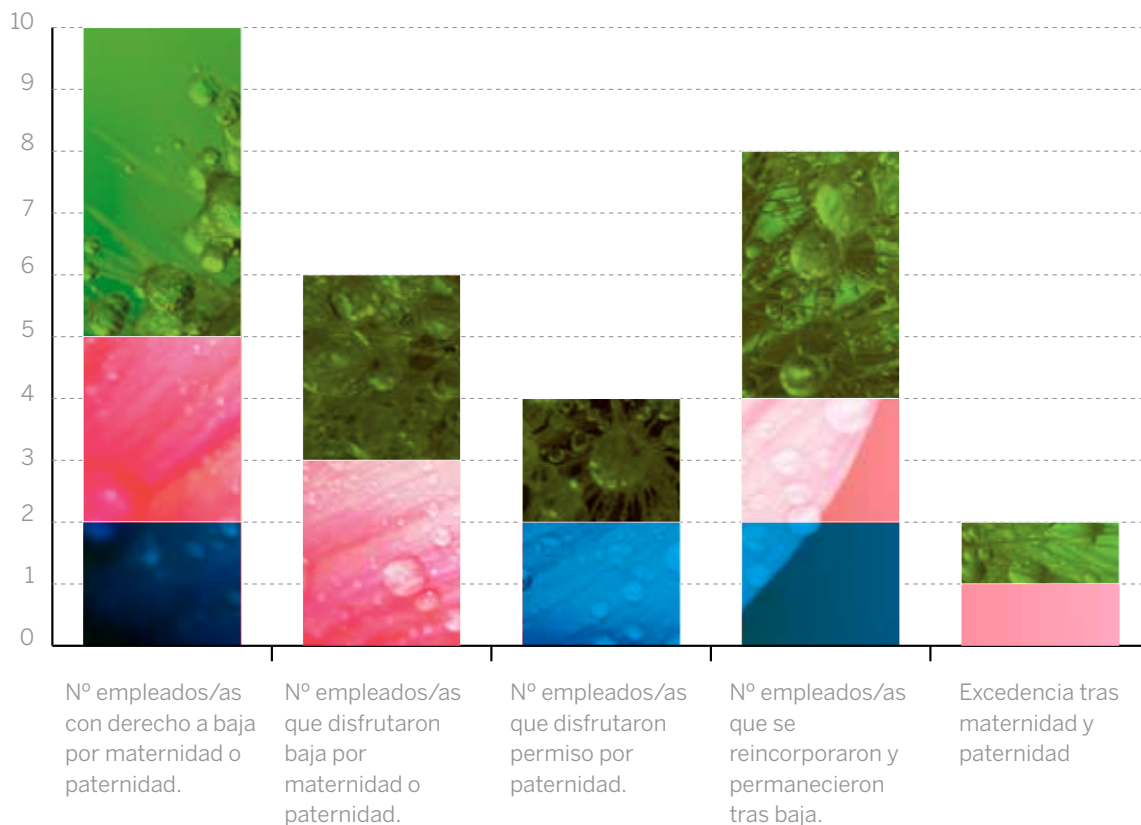 10
9
8
7
6
5
4
3
2
1
0
Nº empleados/as
con derecho a baja
por maternidad o
paternidad.
Nº empleados/as
que disfrutaron
baja por
maternidad o
paternidad.
Nº empleados/as
que disfrutaron
permiso por
paternidad.
Nº empleados/as
que se
reincorporaron y
permanecieron
tras baja.
Excedencia tras
maternidad y
paternidad